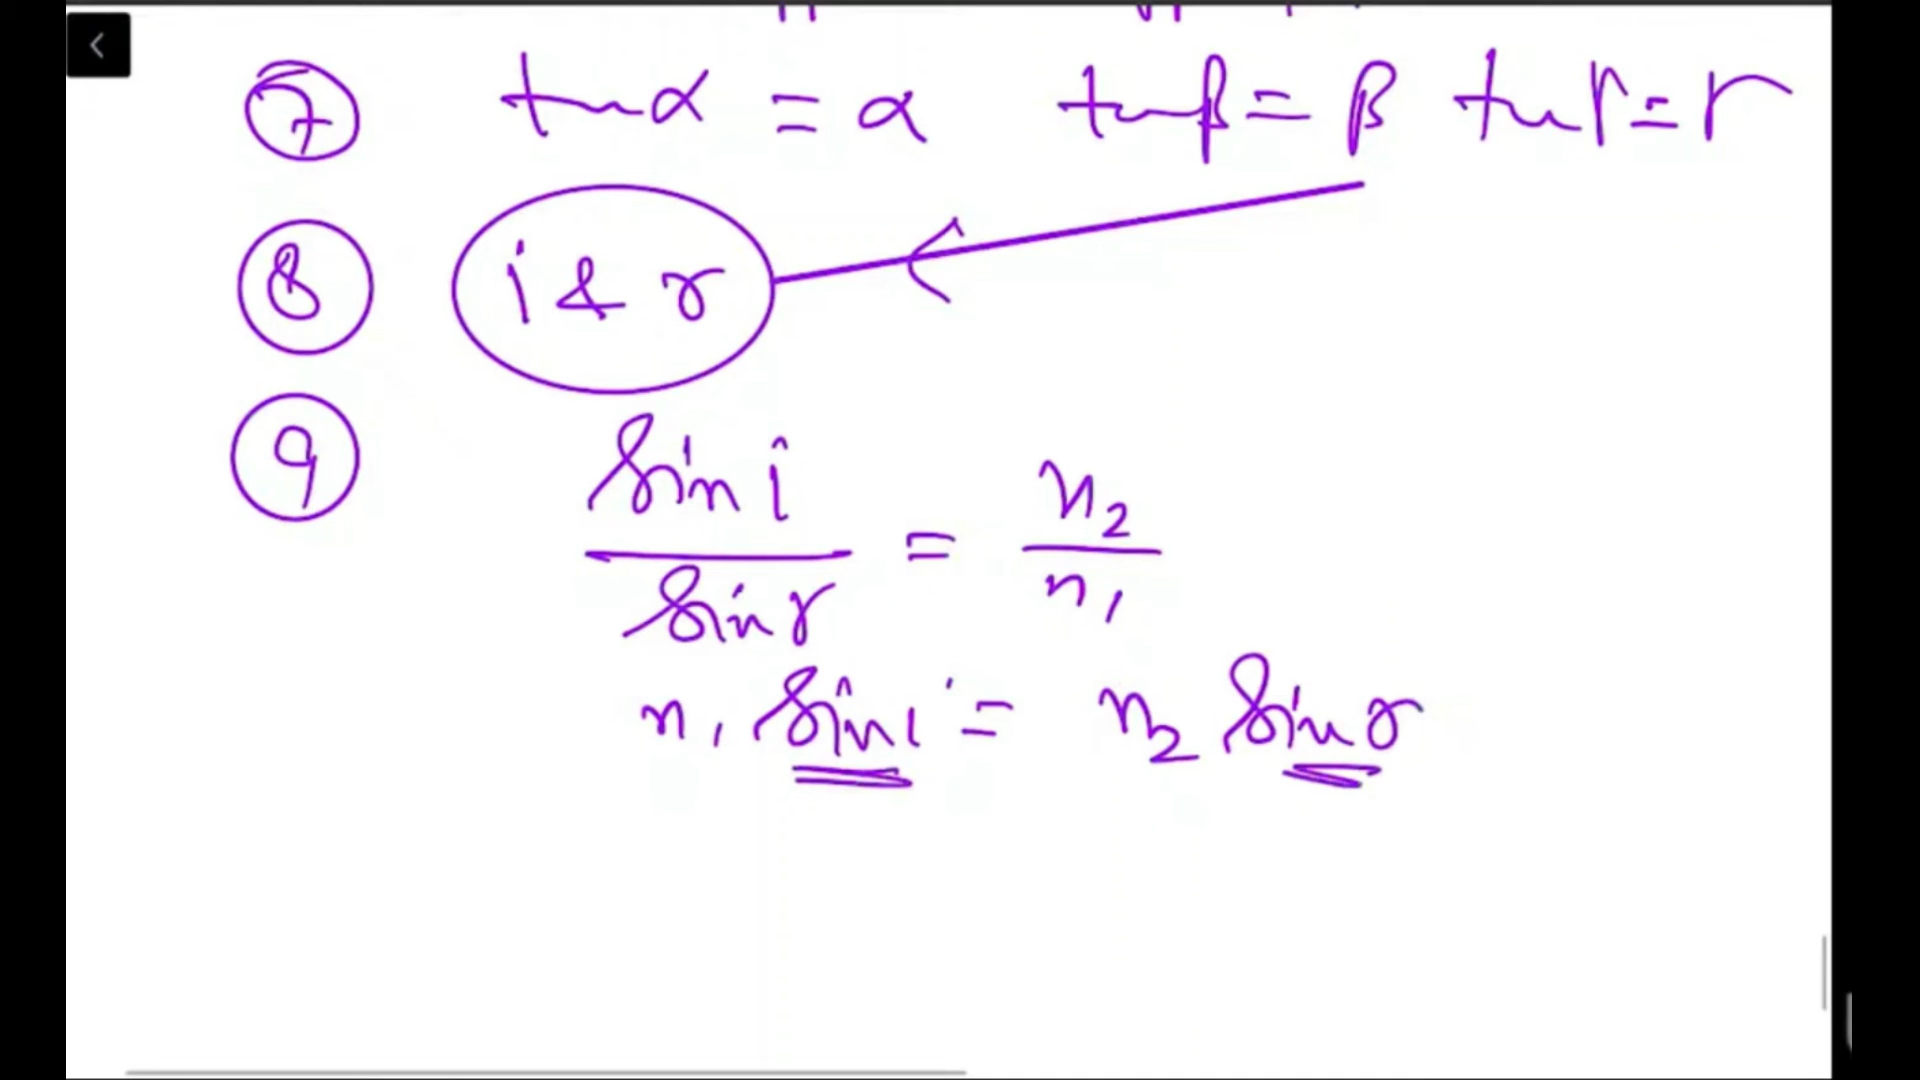 7 tan α = α tan β = β tan γ = γ
8 i & r
9 sin i / sin r = n₂ / n₁
n₁ sin i = n₂ sin r